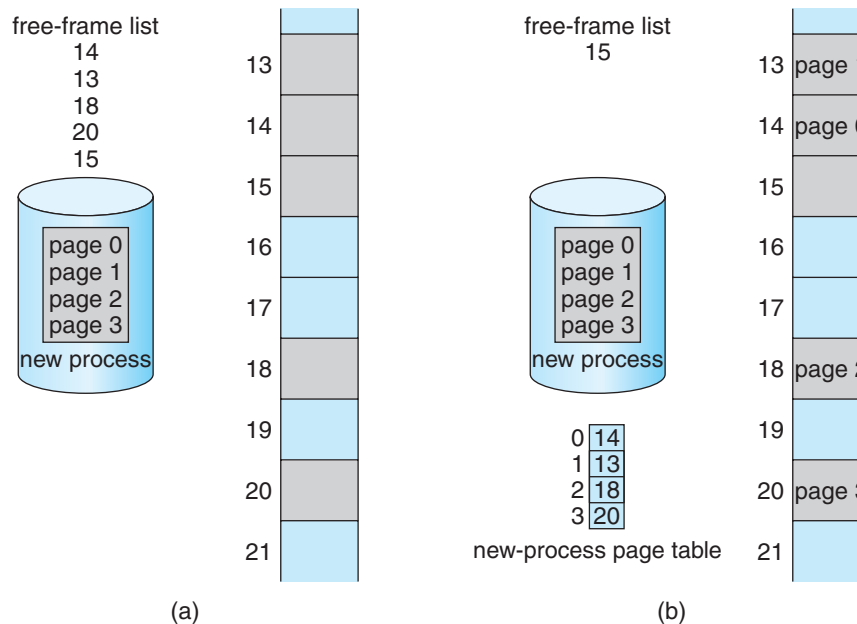 free-frame list
14
13
18
20
15
page 0
page 1
page 2
page 3
new process
13
14
15
16
17
18
19
20
21
(a)
free-frame list
15
page 0
page 1
page 2
page 3
new process
0 14
1 13
2 18
3 20
new-process page table
13 page
14 page
15
16
17
18 page
19
20 page
21
(b)